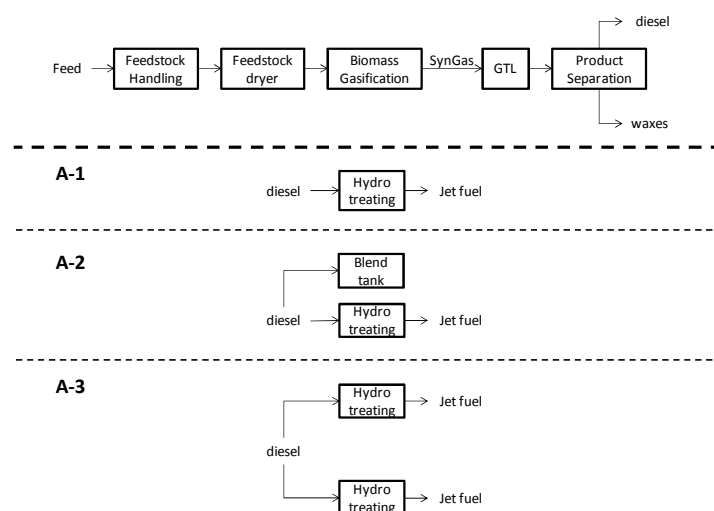 diesel
Feed
Feedstock
Handling
Feedstock
dryer
Biomass
Gasification
SynGas
GTL
Product
Separation
waxes
A-1
diesel
Hydro
treating
Jet fuel
A-2
Blend
tank
diesel
Hydro
treating
Jet fuel
A-3
Hydro
treating
Jet fuel
diesel
Hydro
treating
Jet fuel